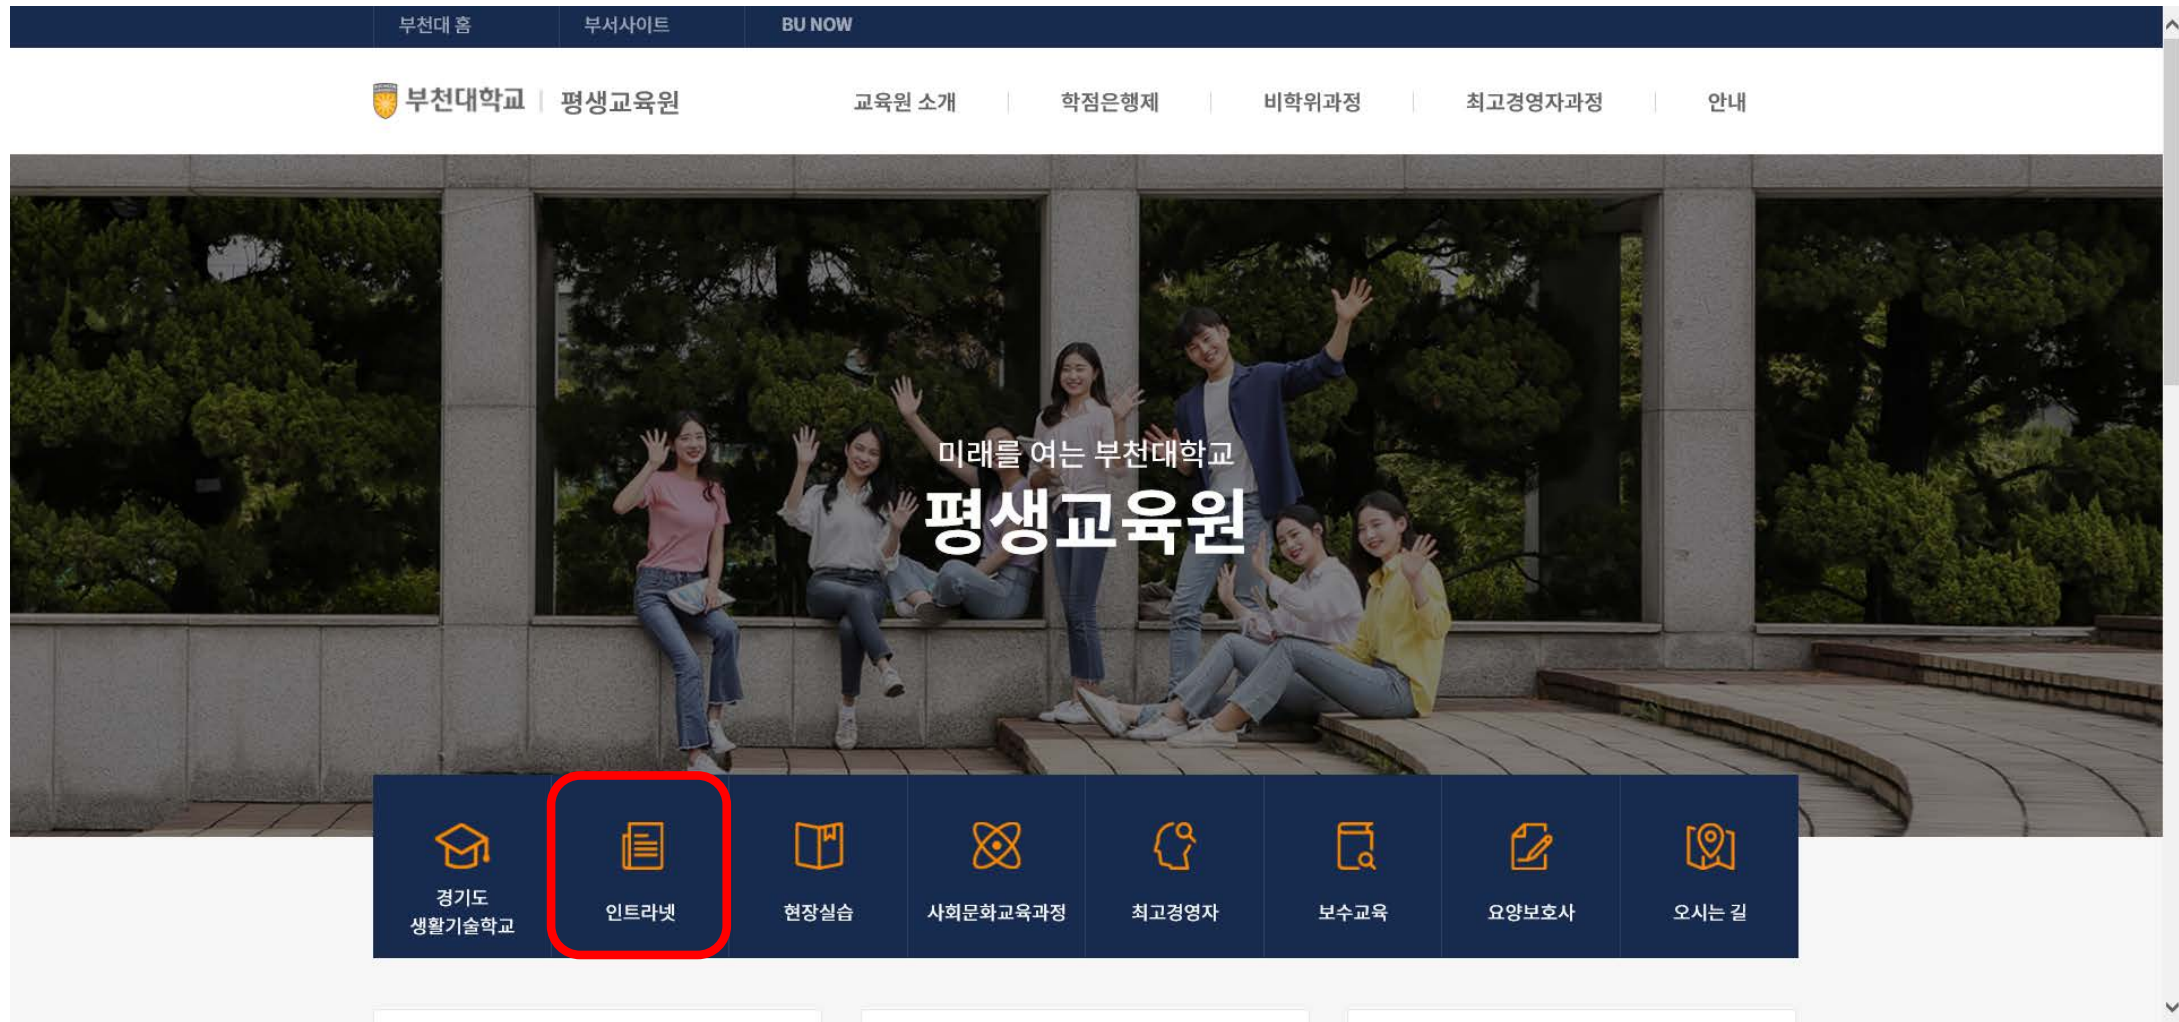 부천대 홈
부서사이트
BU NOW
부천대학교
평생교육원
교육원 소개
학점은행제
비학위과정
최고경영자과정
안내
미래를 여는 부천대학교
평생교육원
경기도
생활기술학교
인트라넷
현장실습
사회문화교육과정
최고경영자
보수교육
요양보호사
오시는 길